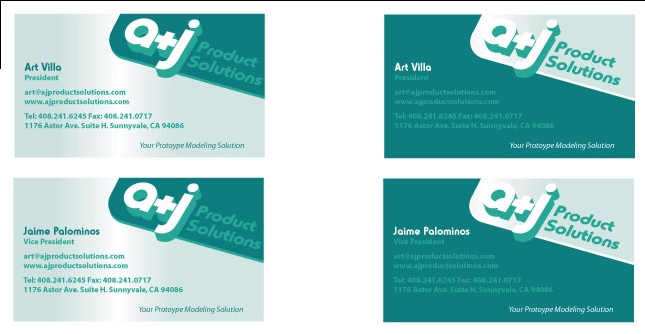 a+j Product Solutions
Art Villa
President
art@ajproductsolutions.com
www.ajproductsolutions.com
Tel: 408.241.6245 Fax: 408.241.0717
1176 Astor Ave. Suite H. Sunnyvale, CA 94086
Your Protoype Modeling Solution
a+j Product Solutions
Art Villa
President
art@ajproductsolutions.com
www.ajproductsolutions.com
Tel: 408.241.6245 Fax: 408.241.0717
1176 Astor Ave. Suite H. Sunnyvale, CA 94086
Your Protoype Modeling Solution
a+j Product Solutions
Jaime Palominos
Vice President
art@ajproductsolutions.com
www.ajproductsolutions.com
Tel: 408.241.6245 Fax: 408.241.0717
1176 Astor Ave. Suite H. Sunnyvale, CA 94086
Your Protoype Modeling Solution
a+j Product Solutions
Jaime Palominos
Vice President
art@ajproductsolutions.com
www.ajproductsolutions.com
Tel: 408.241.6245 Fax: 408.241.0717
1176 Astor Ave. Suite H. Sunnyvale, CA 94086
Your Protoype Modeling Solution